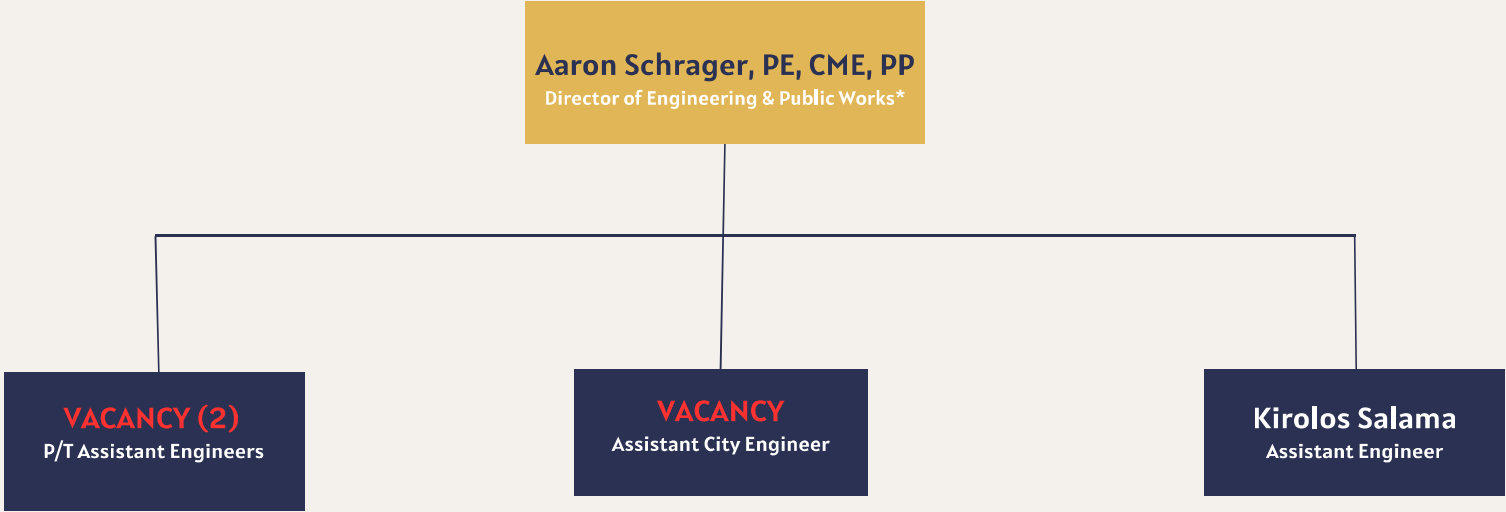 Aaron Schrager, PE, CME, PP
Director of Engineering & Public Works*
VACANCY (2)
P/T Assistant Engineers
VACANCY
Assistant City Engineer
Kirolos Salama
Assistant Engineer